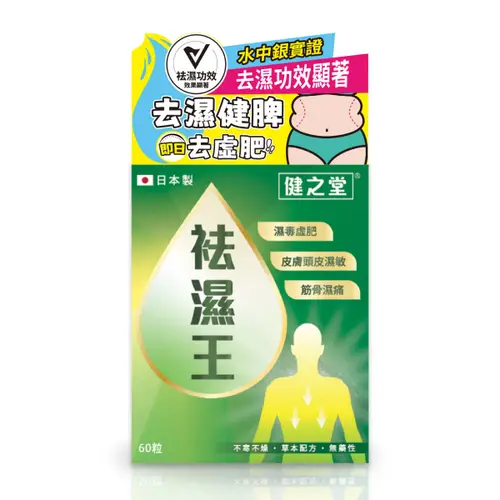 祛濕功效
效果顯著
水中銀實證
去濕功效顯著
去濕健脾
即日去虛肥!!
日本製
健之堂®
祛濕王
濕毒虛肥
皮膚頭皮濕敏
筋骨濕痛
60粒
不寒不燥・草本配方・無藥性